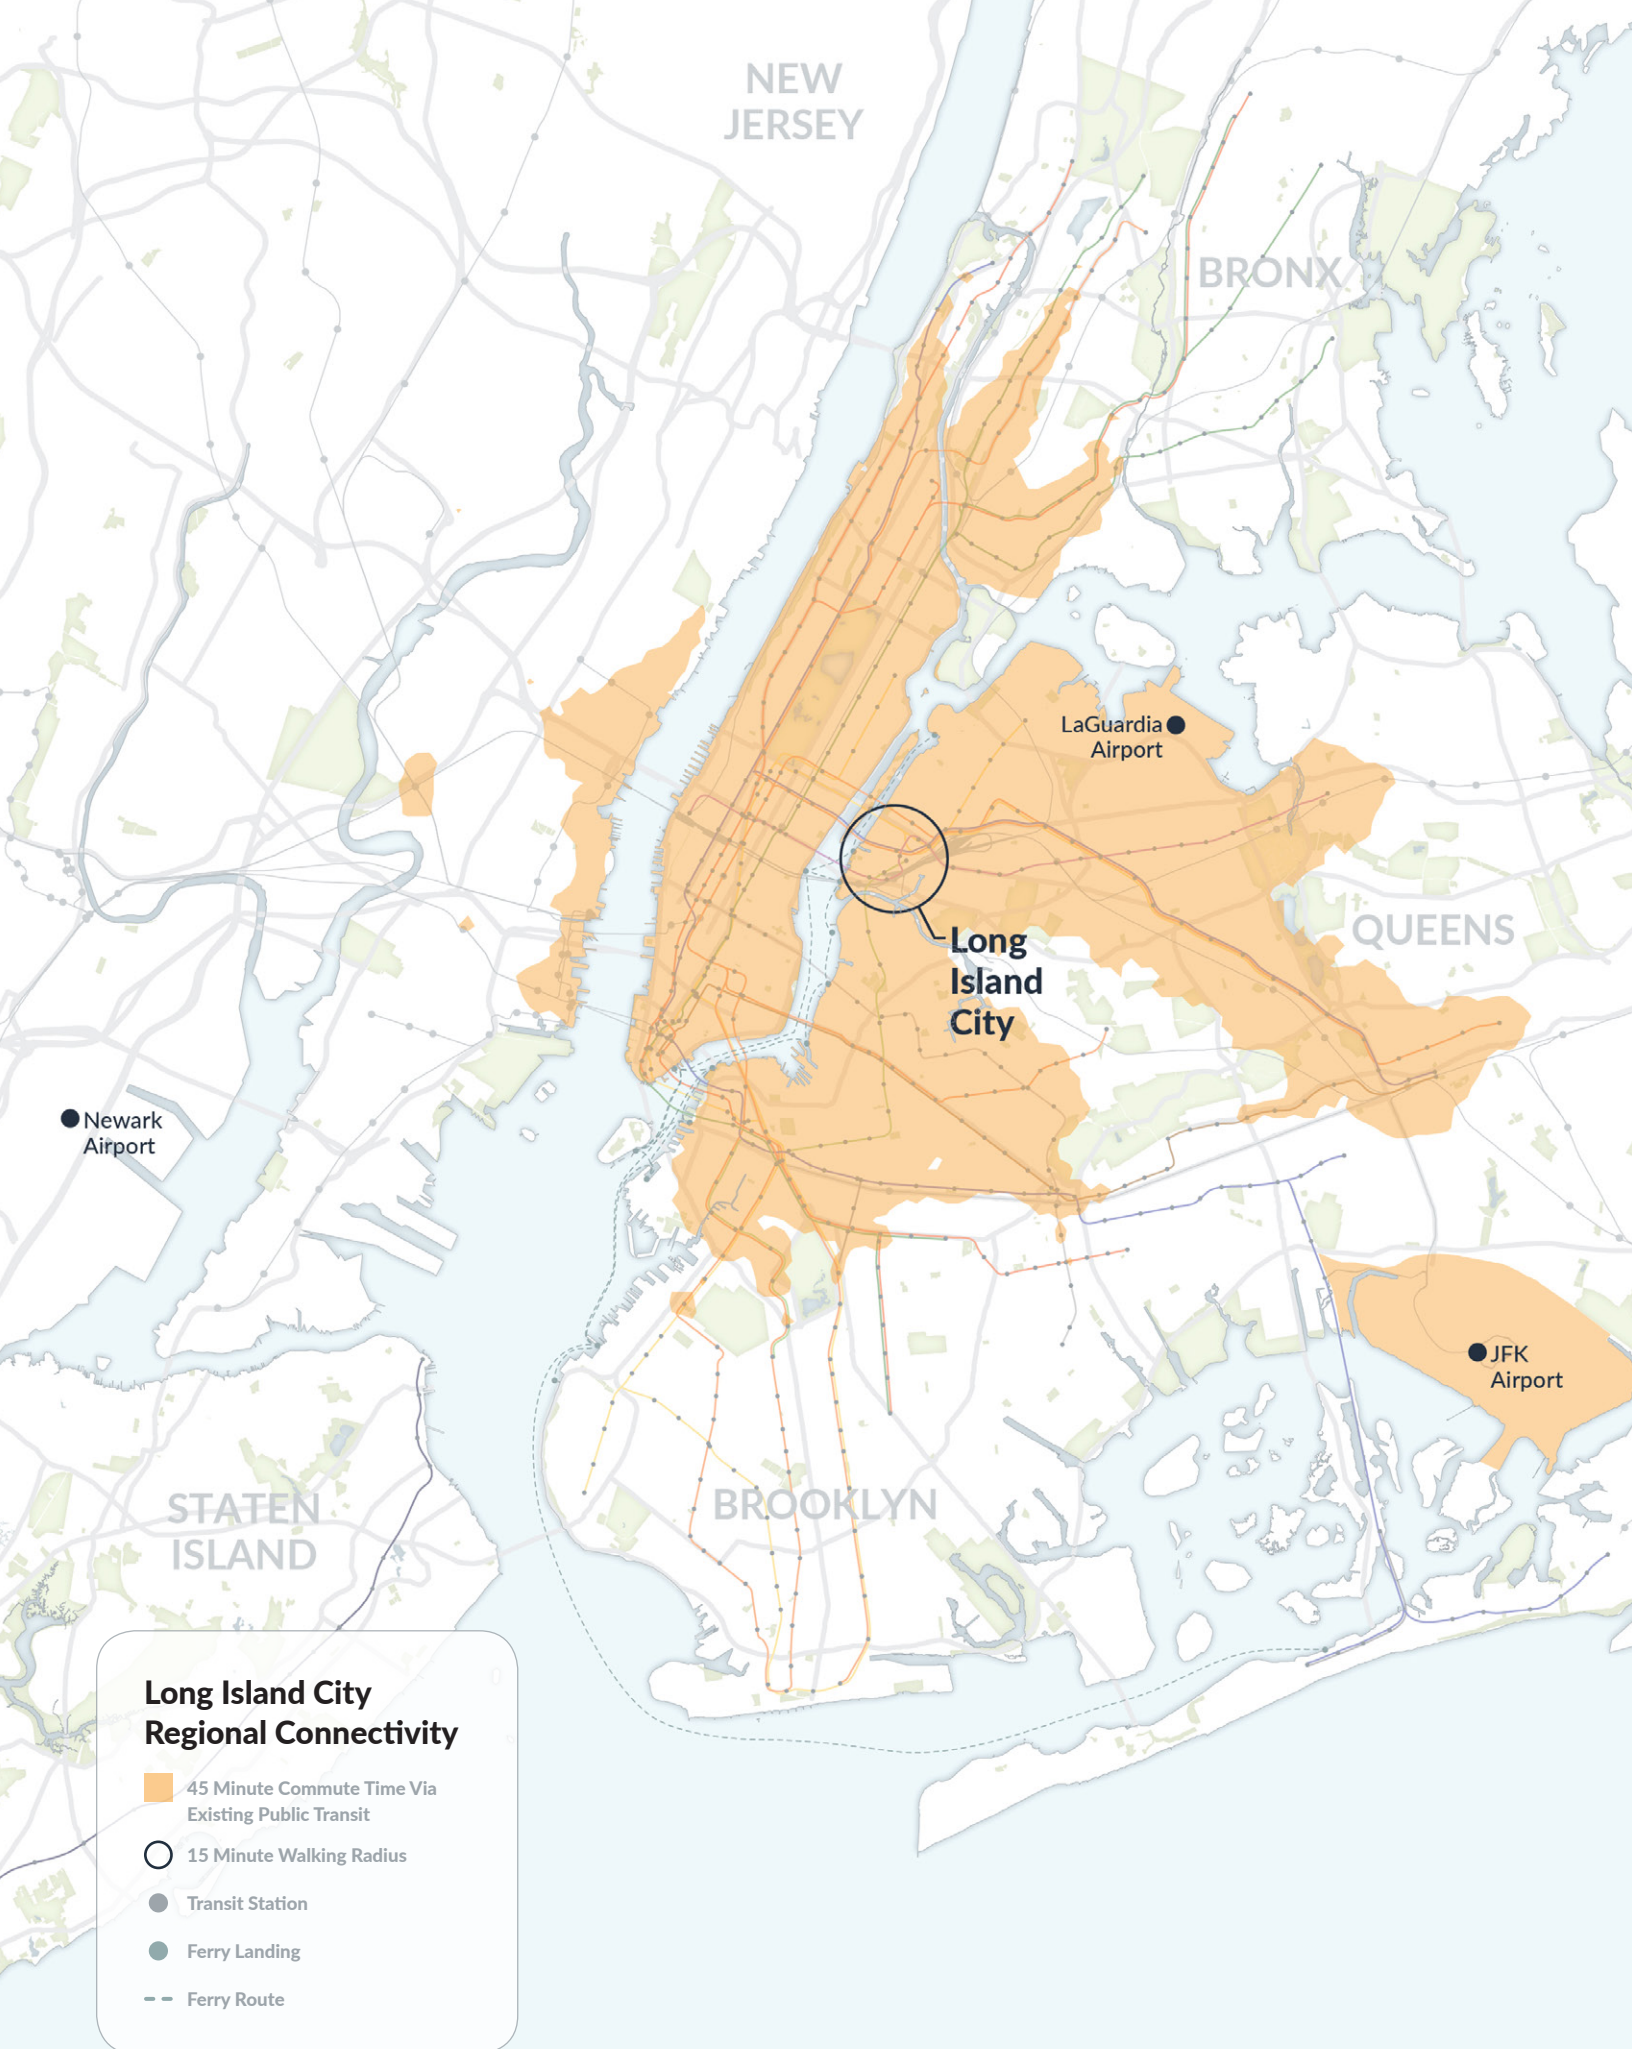 NEW
JERSEY
BRONX
LaGuardia
Airport
QUEENS
Long
Island
City
Newark
Airport
JFK
Airport
STATEN
ISLAND
BROOKLYN
Long Island City
Regional Connectivity
45 Minute Commute Time Via
Existing Public Transit
15 Minute Walking Radius
Transit Station
Ferry Landing
Ferry Route